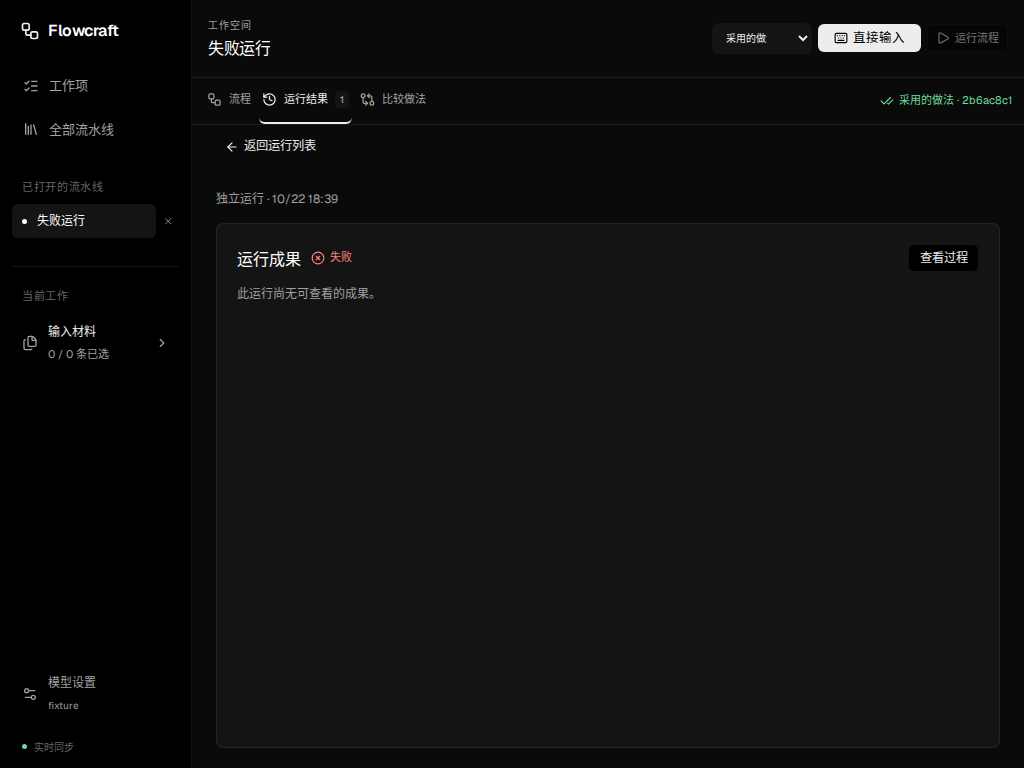 Flowcraft
工作项
全部流水线
已打开的流水线
失败运行
当前工作
输入材料
0 / 0 条已选
模型设置
fixture
实时同步
工作空间
失败运行
采用的做
直接输入
运行流程
流程
运行结果 1
比较做法
采用的做法 · 2b6ac8c1
返回运行列表
独立运行 · 10/22 18:39
运行成果
失败
查看过程
此运行尚无可查看的成果。